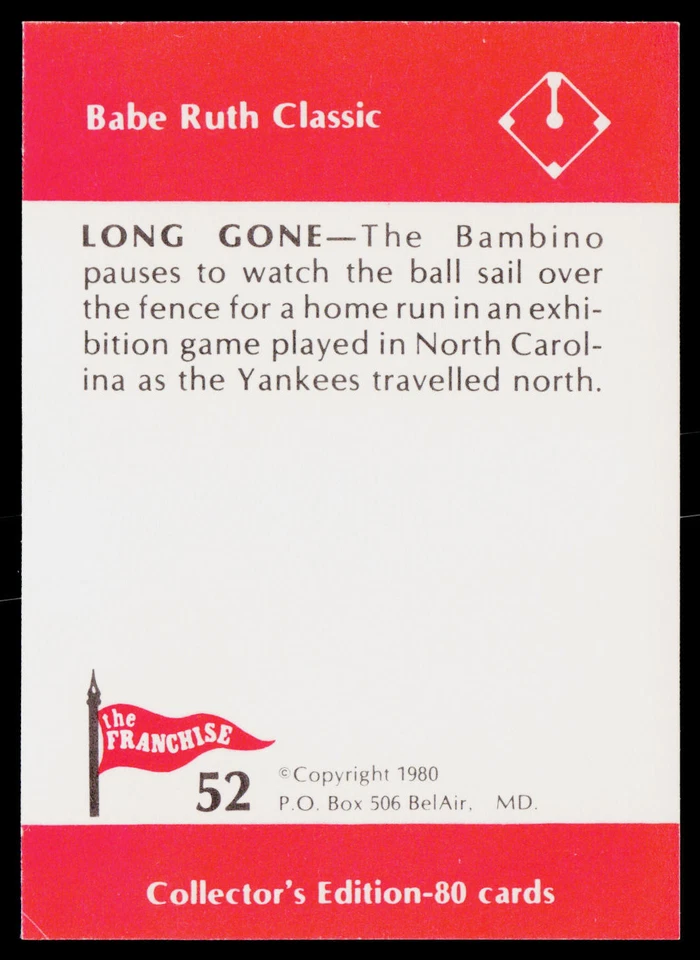 Babe Ruth Classic
LONG GONE—The Bambino
pauses to watch the ball sail over
the fence for a home run in an exhi-
bition game played in North Carol-
ina as the Yankees travelled north.
the
FRANCHISE
52
©Copyright 1980
P.O. Box 506 BelAir, MD.
Collector's Edition-80 cards